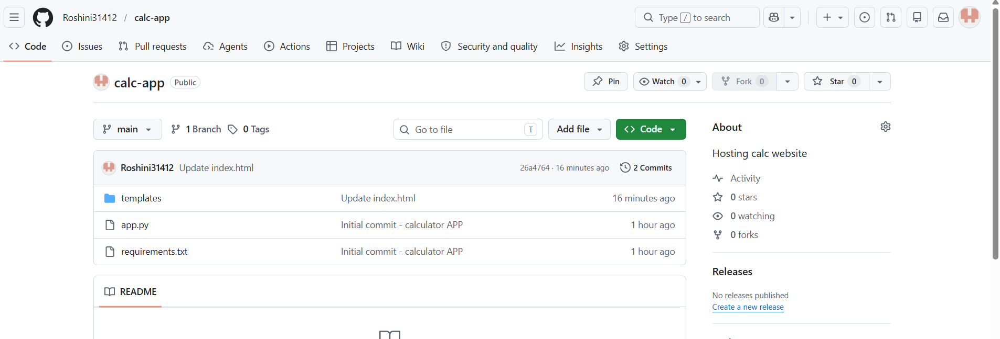 Roshini31412 / calc-app
Type / to search
Code Issues Pull requests Agents Actions Projects Wiki Security and quality Insights Settings
calc-app Public
Pin Watch 0 Fork 0 Star 0
main 1 Branch 0 Tags
Go to file T Add file Code
Roshini31412 Update index.html 26a4764 · 16 minutes ago 2 Commits
templates Update index.html 16 minutes ago
app.py Initial commit - calculator APP 1 hour ago
requirements.txt Initial commit - calculator APP 1 hour ago
README
About
Hosting calc website
Activity
0 stars
0 watching
0 forks
Releases
No releases published
Create a new release